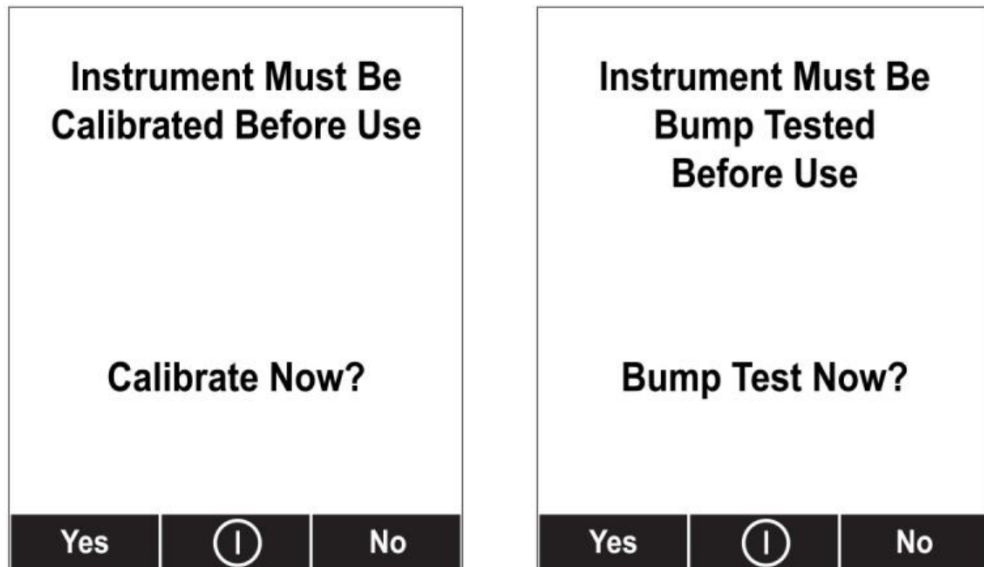 Instrument Must Be
Calibrated Before Use
Calibrate Now?
Yes
No
Instrument Must Be
Bump Tested
Before Use
Bump Test Now?
Yes
No